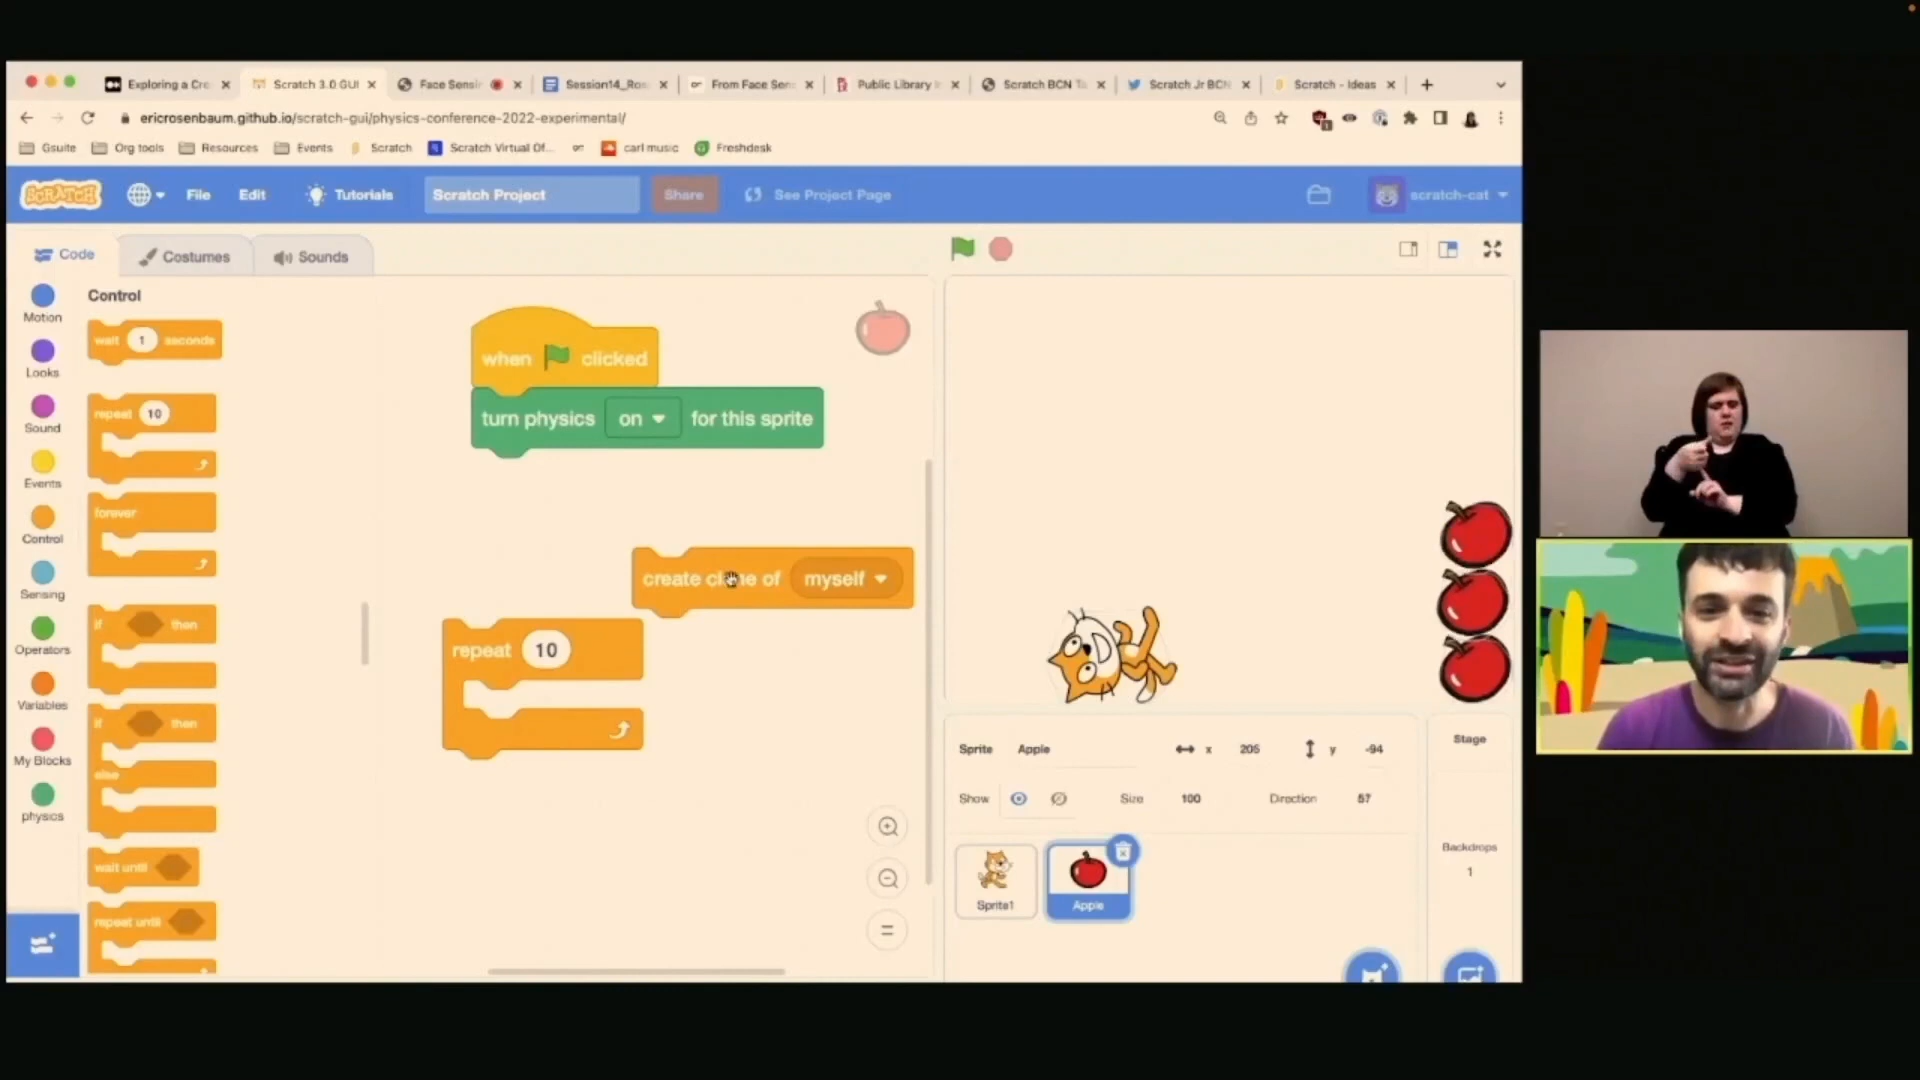 Exploring a Cre
Scratch 3.0 GUI
Face Sensin
Session14_Ros
From Face Sens
Public Library
Scratch BCN Ta
Scratch Jr BCN
Scratch - Ideas
ericrosenbaum.github.io/scratch-gui/physics-conference-2022-experimental/
Gsuite
Org tools
Resources
Events
Scratch
Scratch Virtual Of...
carl music
Freshdesk
SCRATCH
File
Edit
Tutorials
Scratch Project
Share
See Project Page
scratch-cat
Code
Costumes
Sounds
Motion
Looks
Sound
Events
Control
Sensing
Operators
Variables
My Blocks
physics
Control
wait 1 seconds
repeat 10
forever
if then
if then
else
wait until
repeat until
when clicked
turn physics on for this sprite
create clone of myself
repeat 10
Sprite Apple x 205 y -94
Show Size 100 Direction 57
Sprite1
Apple
Stage
Backdrops
1